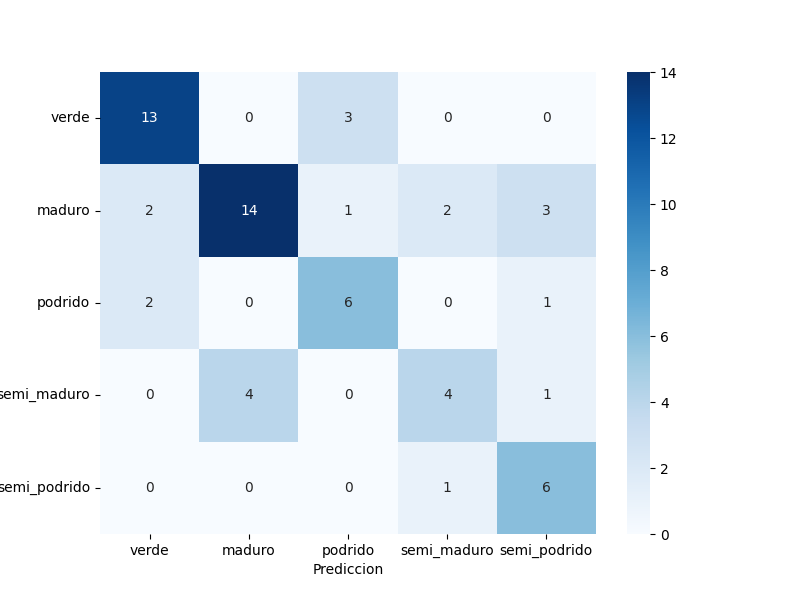 14
verde 13 0 3 0 0
12
10
maduro 2 14 1 2 3
8
podrido 2 0 6 0 1
6
semi_maduro 0 4 0 4 1
4
2
semi_podrido 0 0 0 1 6
0
verde maduro podrido semi_maduro semi_podrido
Prediccion